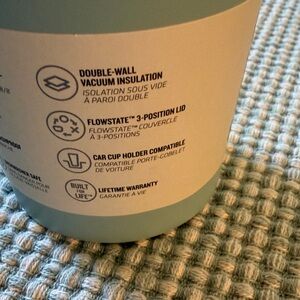 DOUBLE-WALL
VACUUM INSULATION
ISOLATION SOUS VIDE
À PAROI DOUBLE
FLOWSTATE™ 3-POSITION LID
FLOWSTATE™ COUVERCLE
À 3-POSITIONS
CAR CUP HOLDER COMPATIBLE
COMPATIBLE PORTE-GOBELET
DE VOITURE
BUILT
FOR
LIFE™
LIFETIME WARRANTY
GARANTIE À VIE